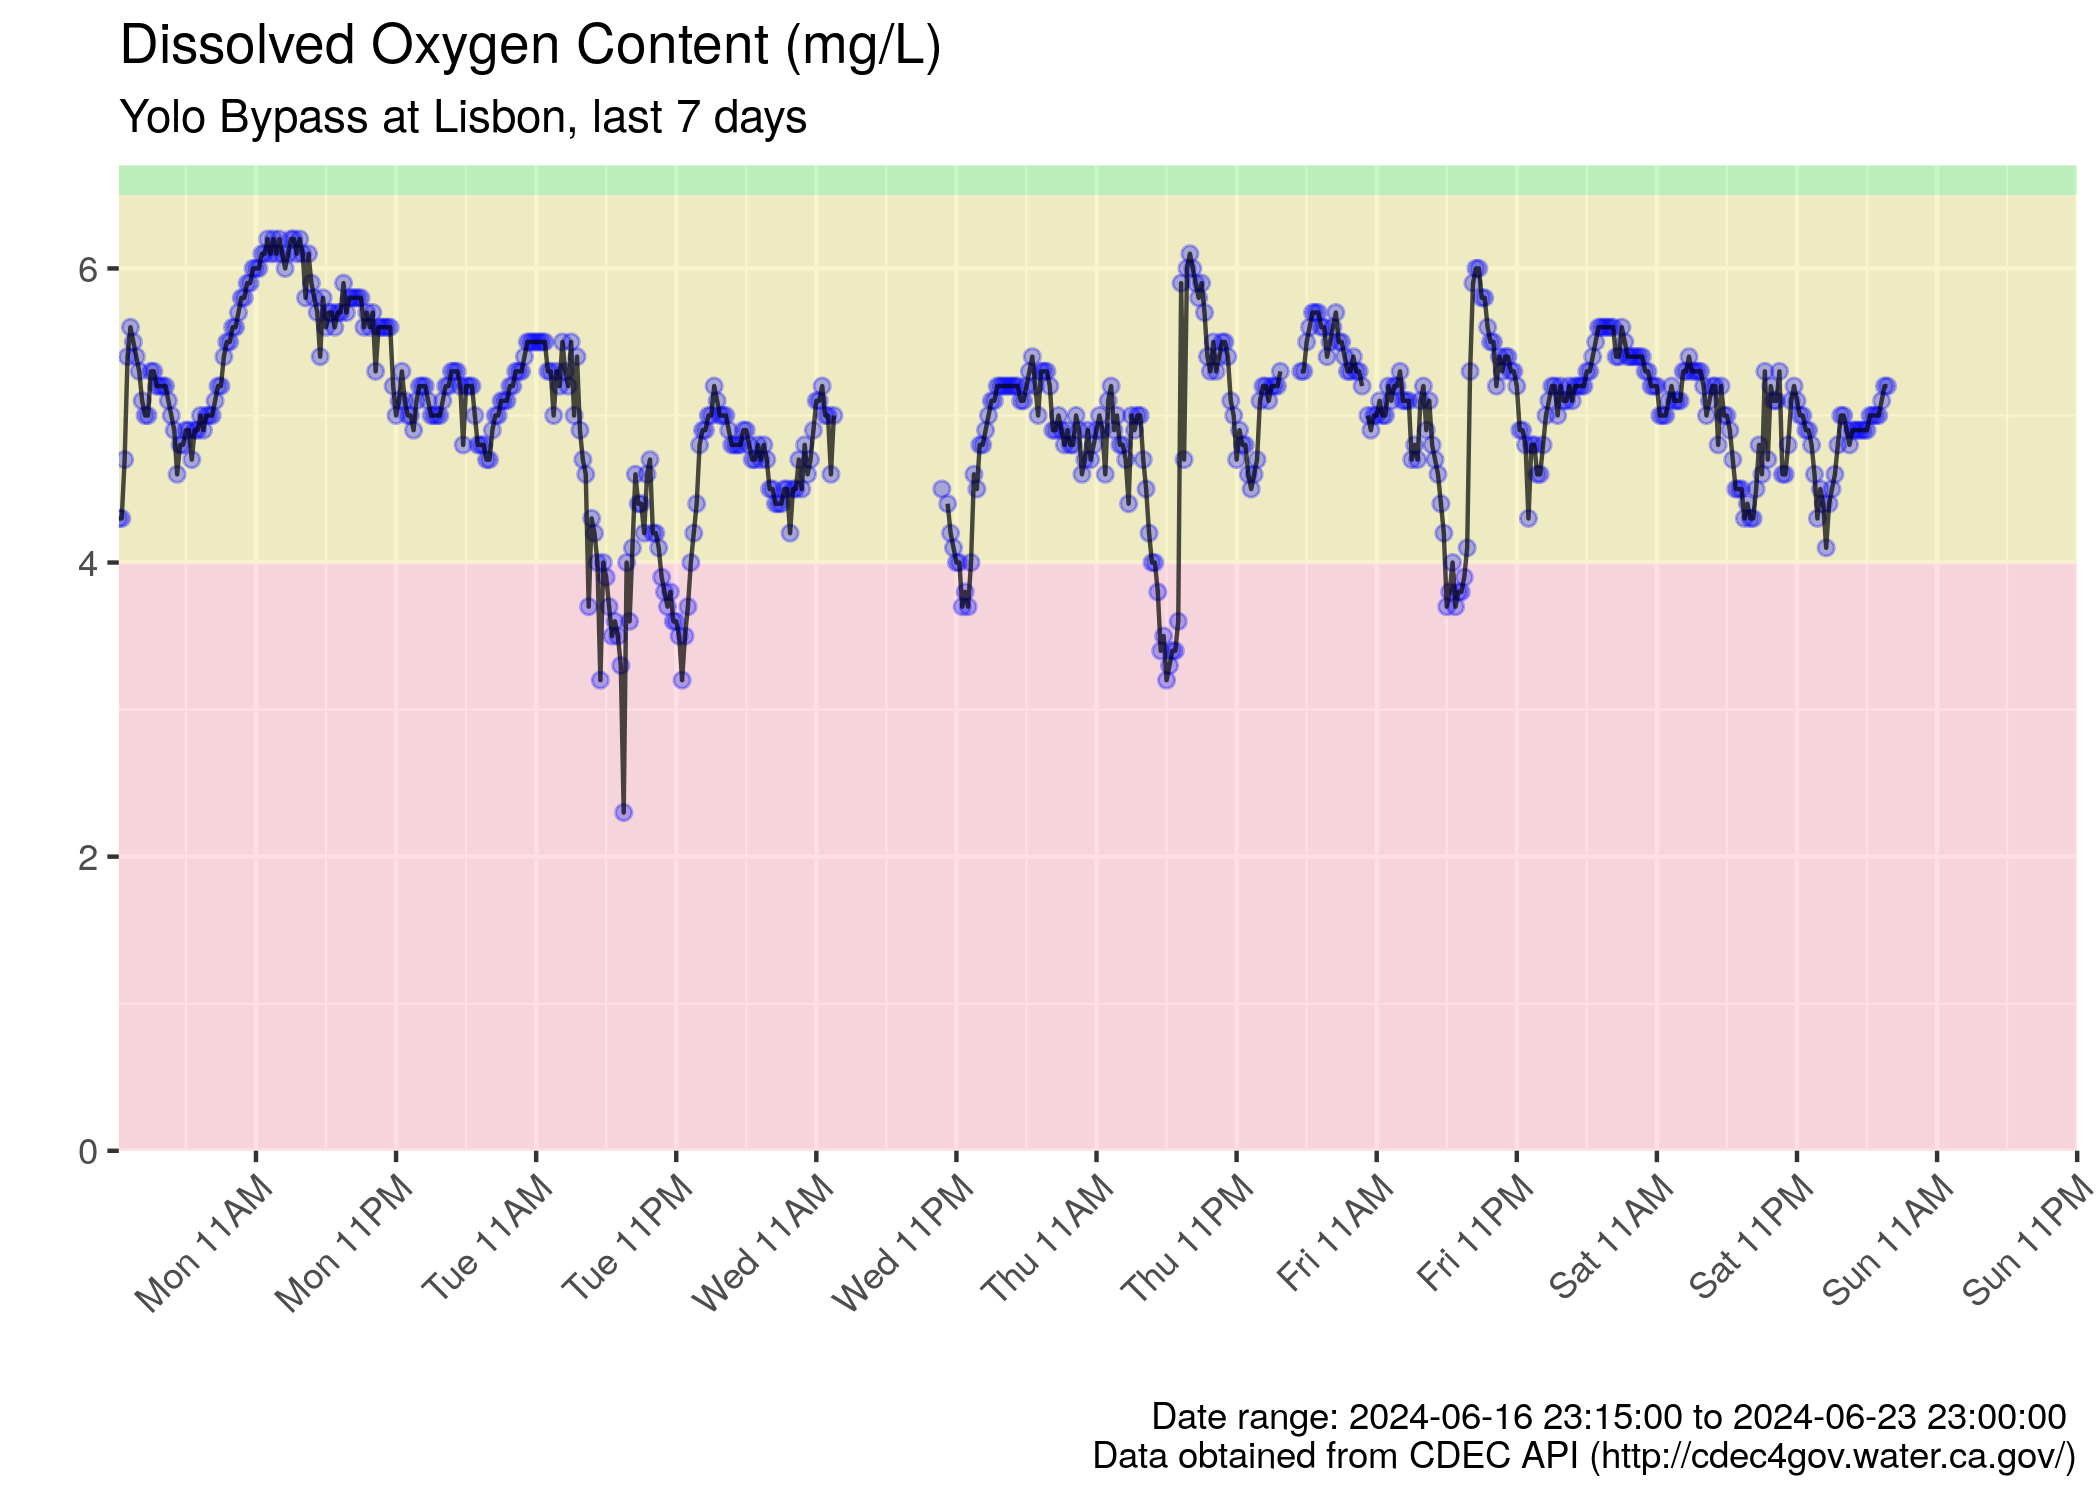 Dissolved Oxygen Content (mg/L)
Yolo Bypass at Lisbon, last 7 days
6
4
2
0
Mon 11AM
Mon 11PM
Tue 11AM
Tue 11PM
Wed 11AM
Wed 11PM
Thu 11AM
Thu 11PM
Fri 11AM
Fri 11PM
Sat 11AM
Sat 11PM
Sun 11AM
Sun 11PM
Date range: 2024-06-16 23:15:00 to 2024-06-23 23:00:00
Data obtained from CDEC API (http://cdec4gov.water.ca.gov/)